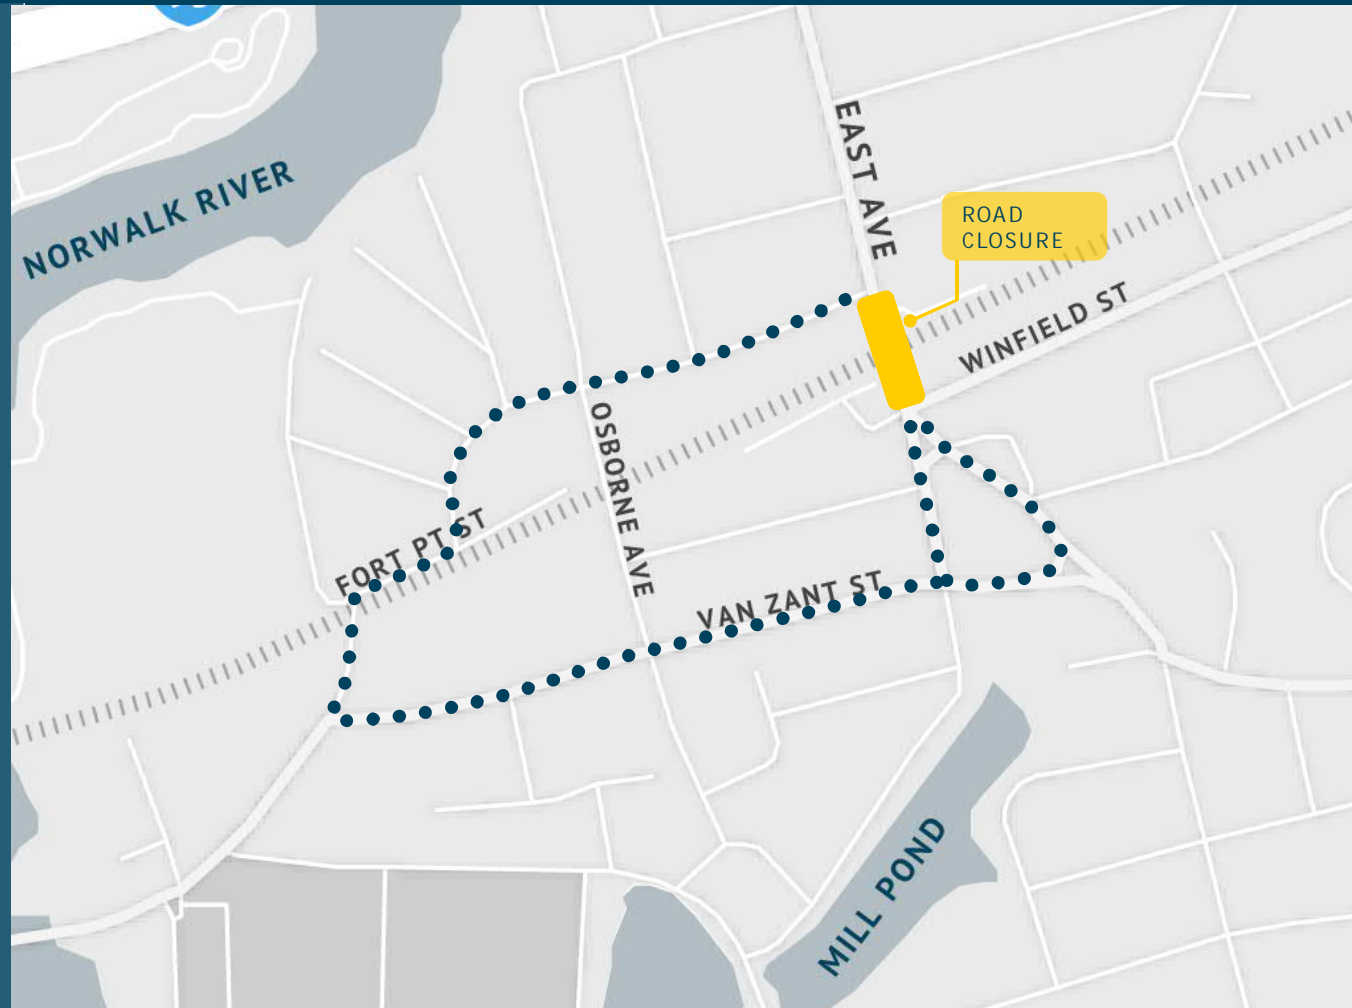 EAST AVE
NORWALK RIVER
ROAD
CLOSURE
WINFIELD ST
OSBORNE AVE
FORT PT ST
VAN ZANT ST
MILL POND